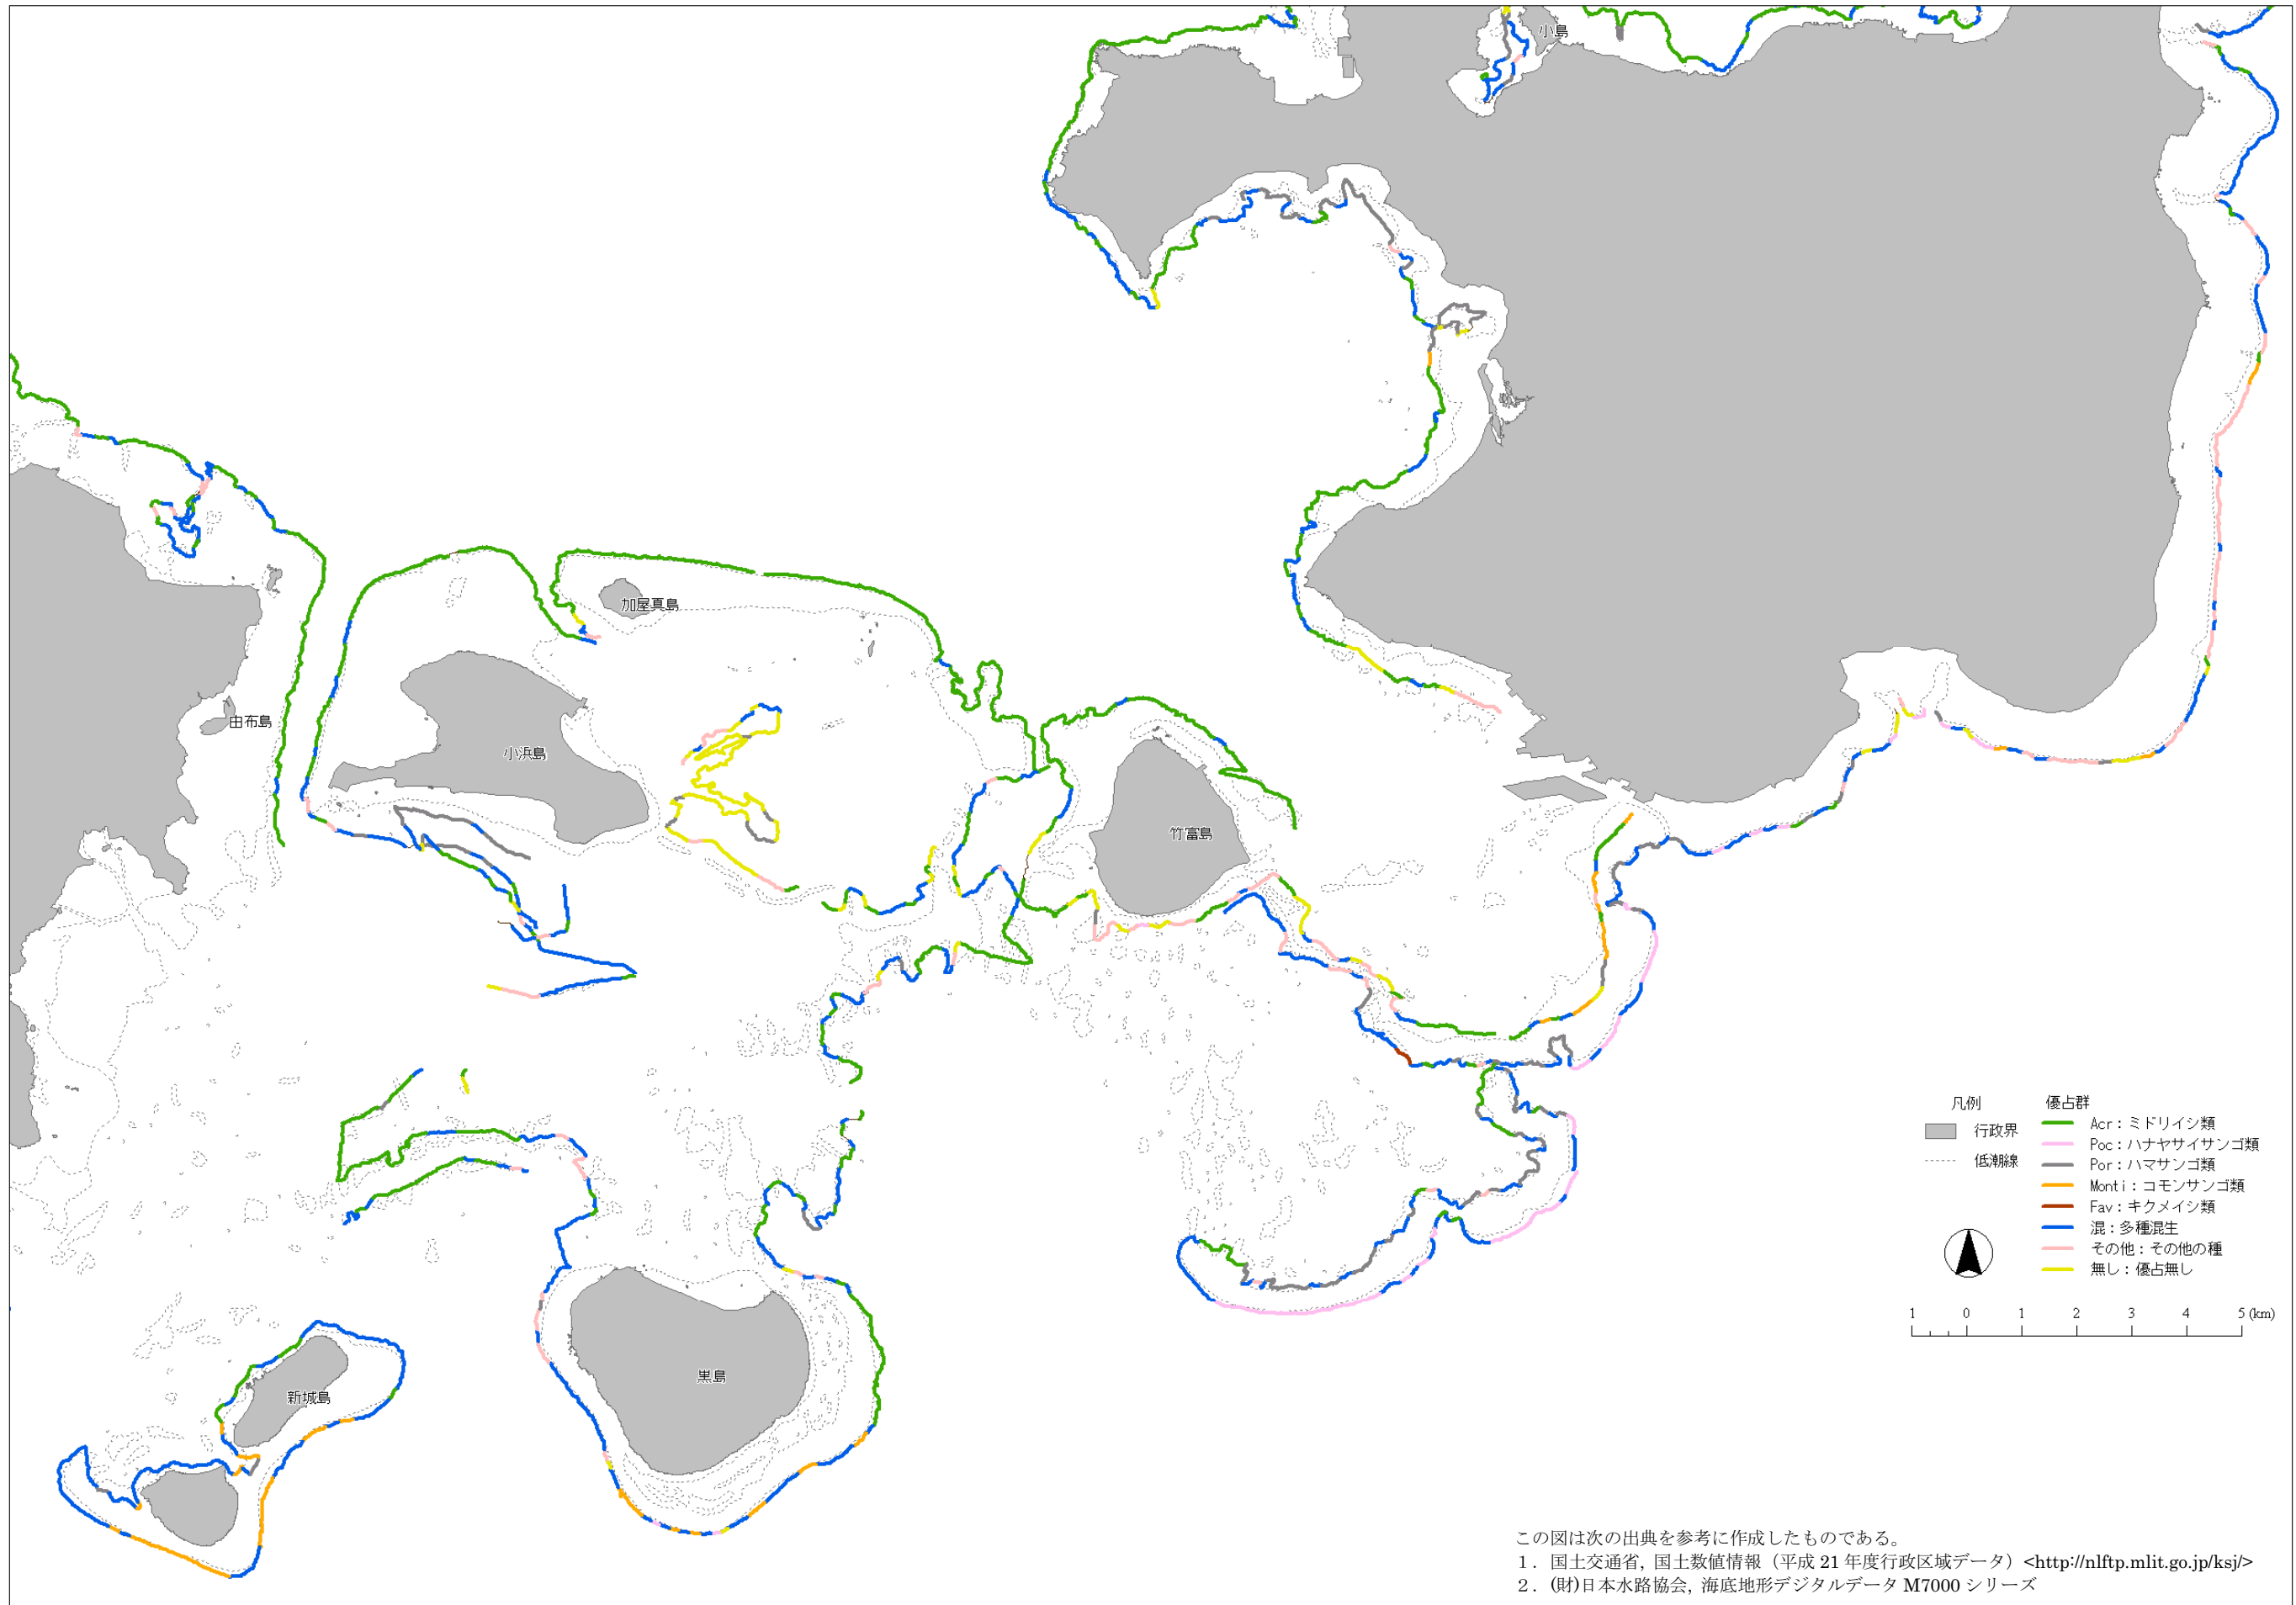 小島
加屋真島
由布島
小浜島
竹富島
黒島
新城島
凡例
行政界
低潮線
優占群
Acr:ミドリイシ類
Poc:ハナヤサイサンゴ類
Por:ハマサンゴ類
Monti:コモンサンゴ類
Fav:キクメイシ類
混:多種混生
その他:その他の種
無し:優占無し
1 0 1 2 3 4 5 (km)
この図は次の出典を参考に作成したものである。
1.国土交通省, 国土数値情報(平成 21 年度行政区域データ)<http://nlftp.mlit.go.jp/ksj/>
2.(財)日本水路協会, 海底地形デジタルデータ M7000 シリーズ